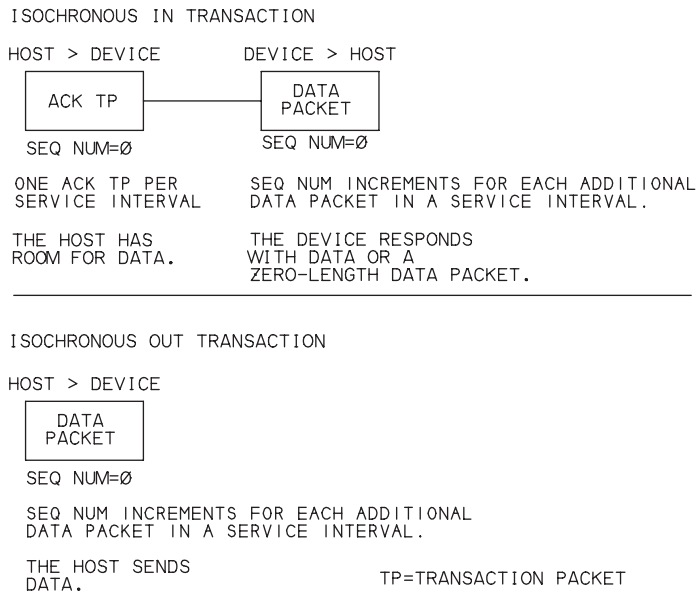 ISOCHRONOUS IN TRANSACTION
HOST > DEVICE
DEVICE > HOST
ACK TP
DATA
PACKET
SEQ NUM=Ø
SEQ NUM=Ø
ONE ACK TP PER
SERVICE INTERVAL
SEQ NUM INCREMENTS FOR EACH ADDITIONAL
DATA PACKET IN A SERVICE INTERVAL.
THE HOST HAS
ROOM FOR DATA.
THE DEVICE RESPONDS
WITH DATA OR A
ZERO-LENGTH DATA PACKET.
ISOCHRONOUS OUT TRANSACTION
HOST > DEVICE
DATA
PACKET
SEQ NUM=Ø
SEQ NUM INCREMENTS FOR EACH ADDITIONAL
DATA PACKET IN A SERVICE INTERVAL.
THE HOST SENDS
DATA.
TP=TRANSACTION PACKET